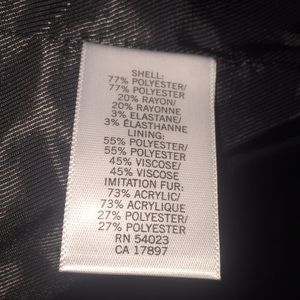 SHELL:
77% POLYESTER/
77% POLYESTER
20% RAYON/
20% RAYONNE
3% ELASTANE/
3% ÉLASTHANNE
LINING:
55% POLYESTER/
55% POLYESTER
45% VISCOSE/
45% VISCOSE
IMITATION FUR:
73% ACRYLIC/
73% ACRYLIQUE
27% POLYESTER/
27% POLYESTER
RN 54023
CA 17897